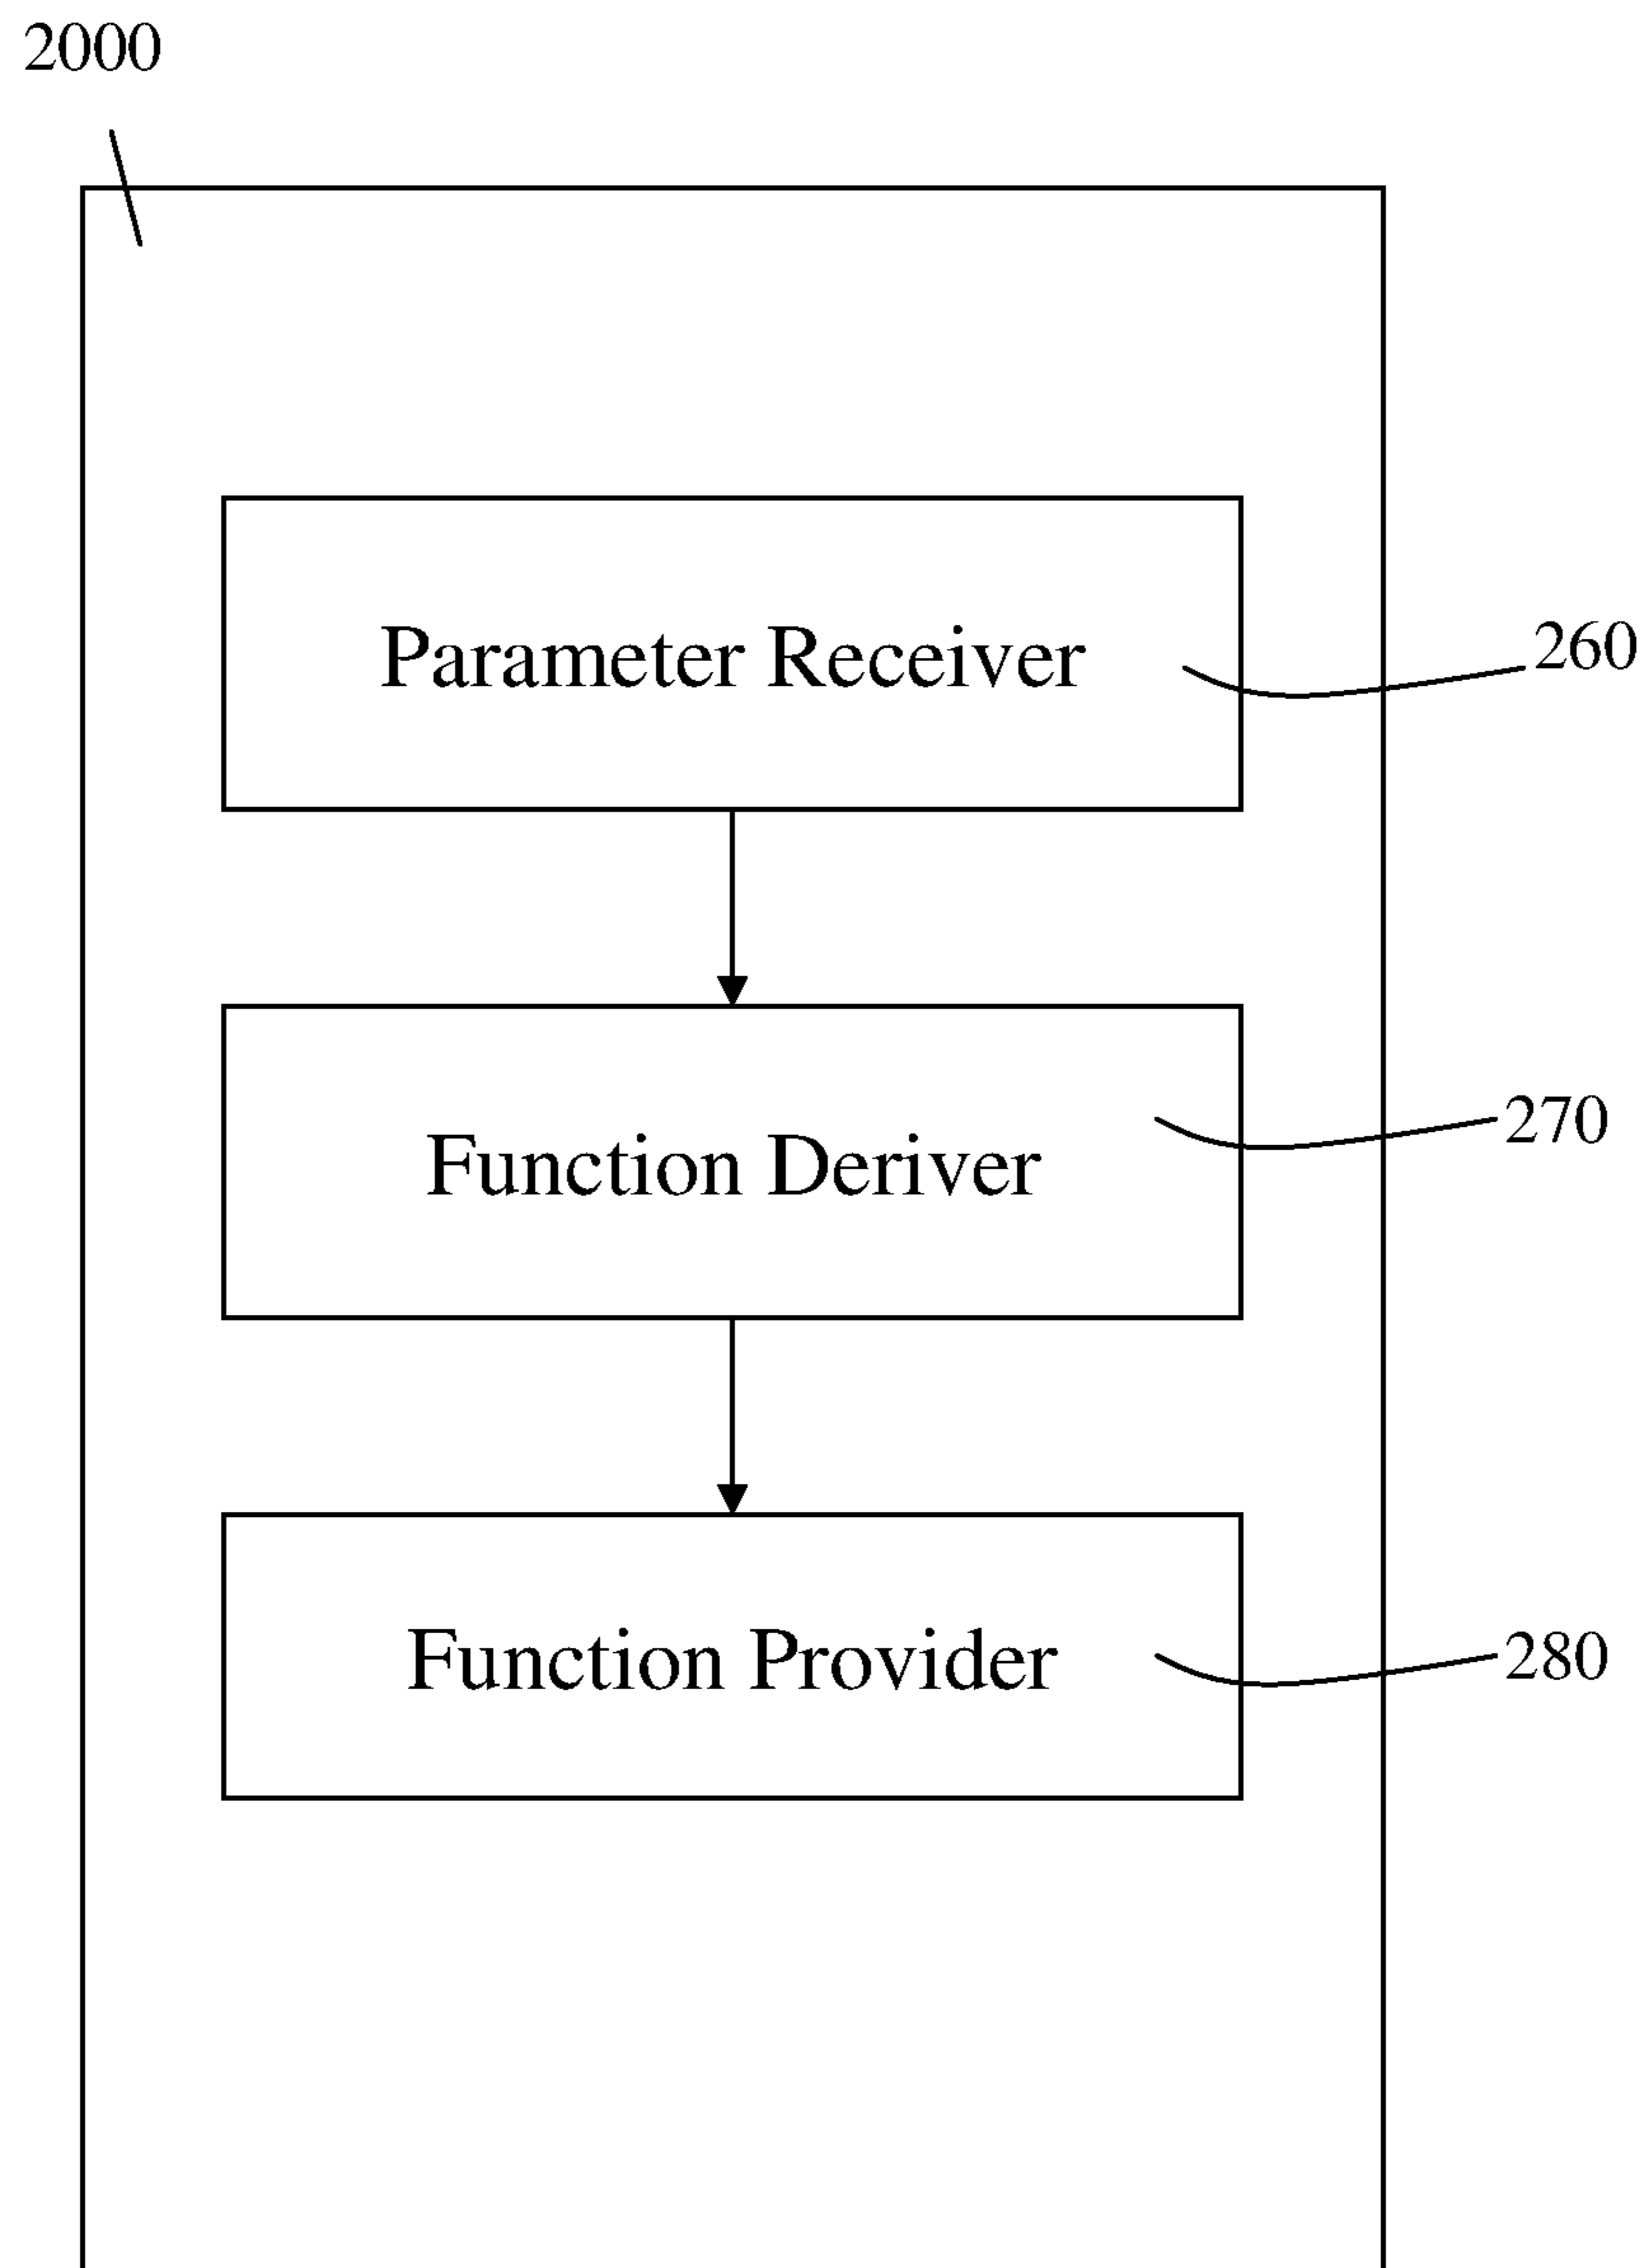 2000
Parameter Receiver
260
Function Deriver
270
Function Provider
280